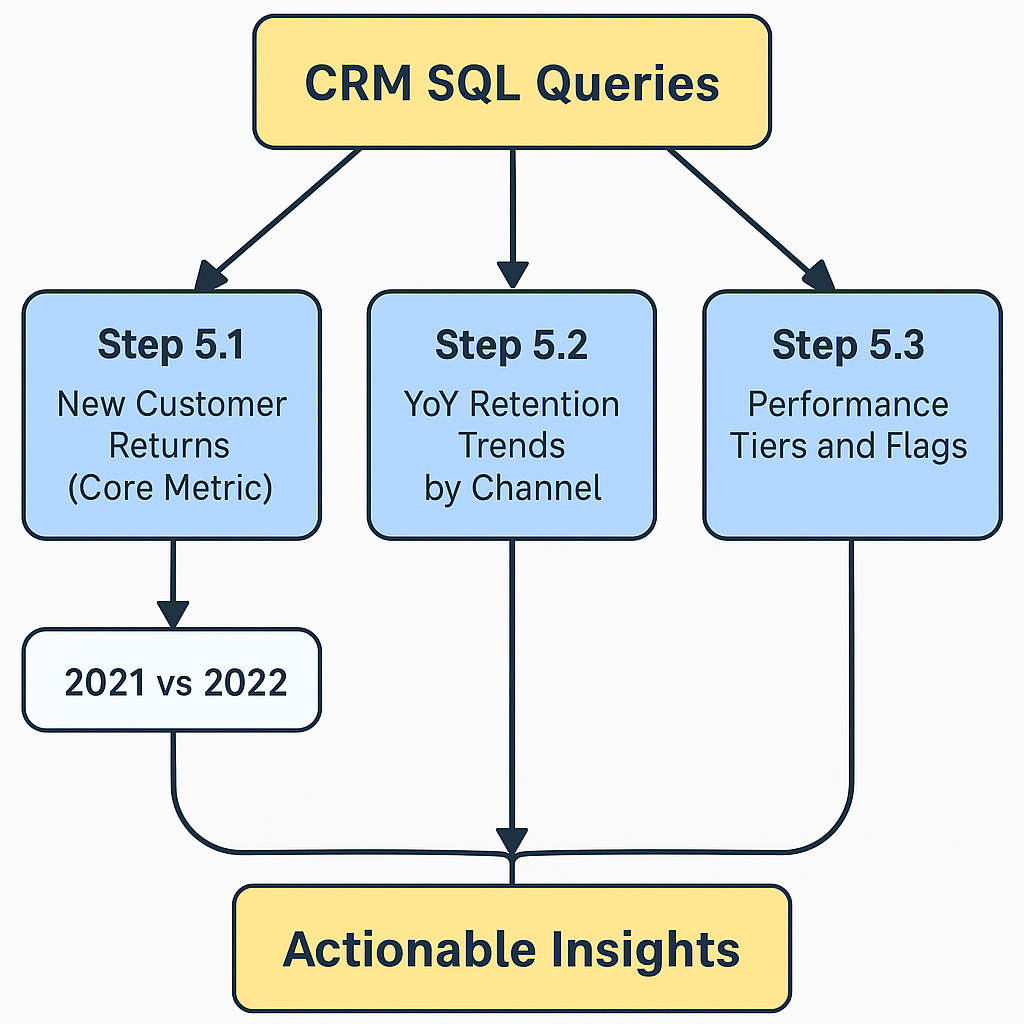 CRM SQL Queries
Step 5.1
New Customer
Returns
(Core Metric)
Step 5.2
YoY Retention
Trends
by Channel
Step 5.3
Performance
Tiers and Flags
2021 vs 2022
Actionable Insights